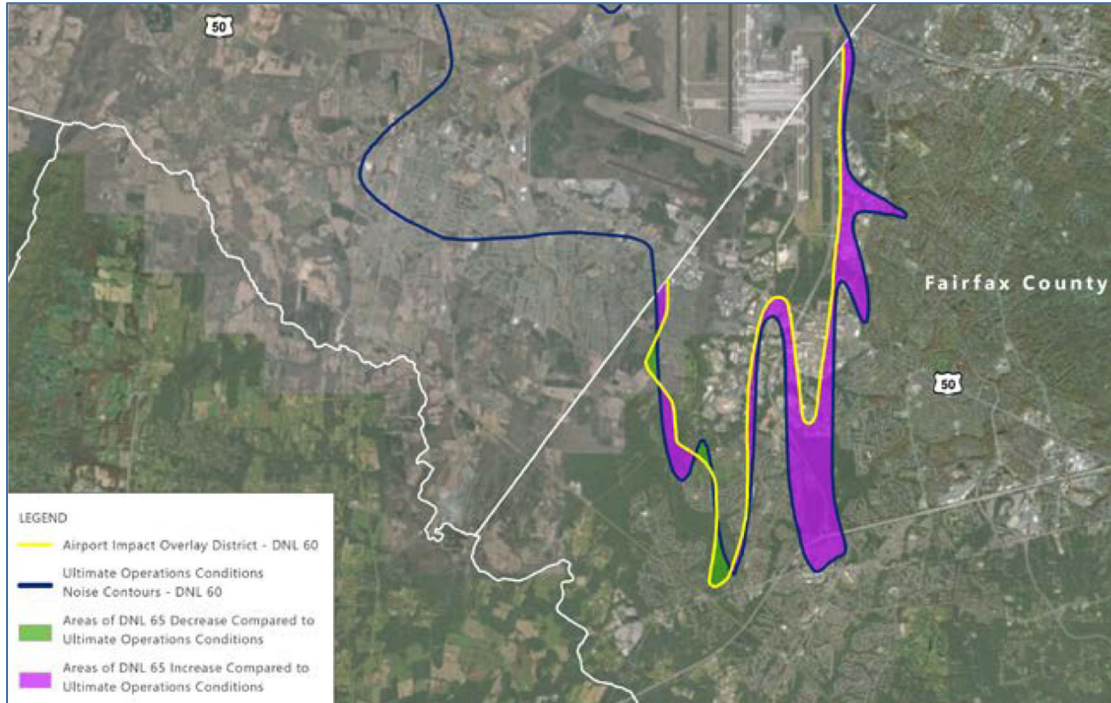 50
Fairfax County
50
LEGEND
Airport Impact Overlay District - DNL 60
Ultimate Operations Conditions
Noise Contours - DNL 60
Areas of DNL 65 Decrease Compared to
Ultimate Operations Conditions
Areas of DNL 65 Increase Compared to
Ultimate Operations Conditions